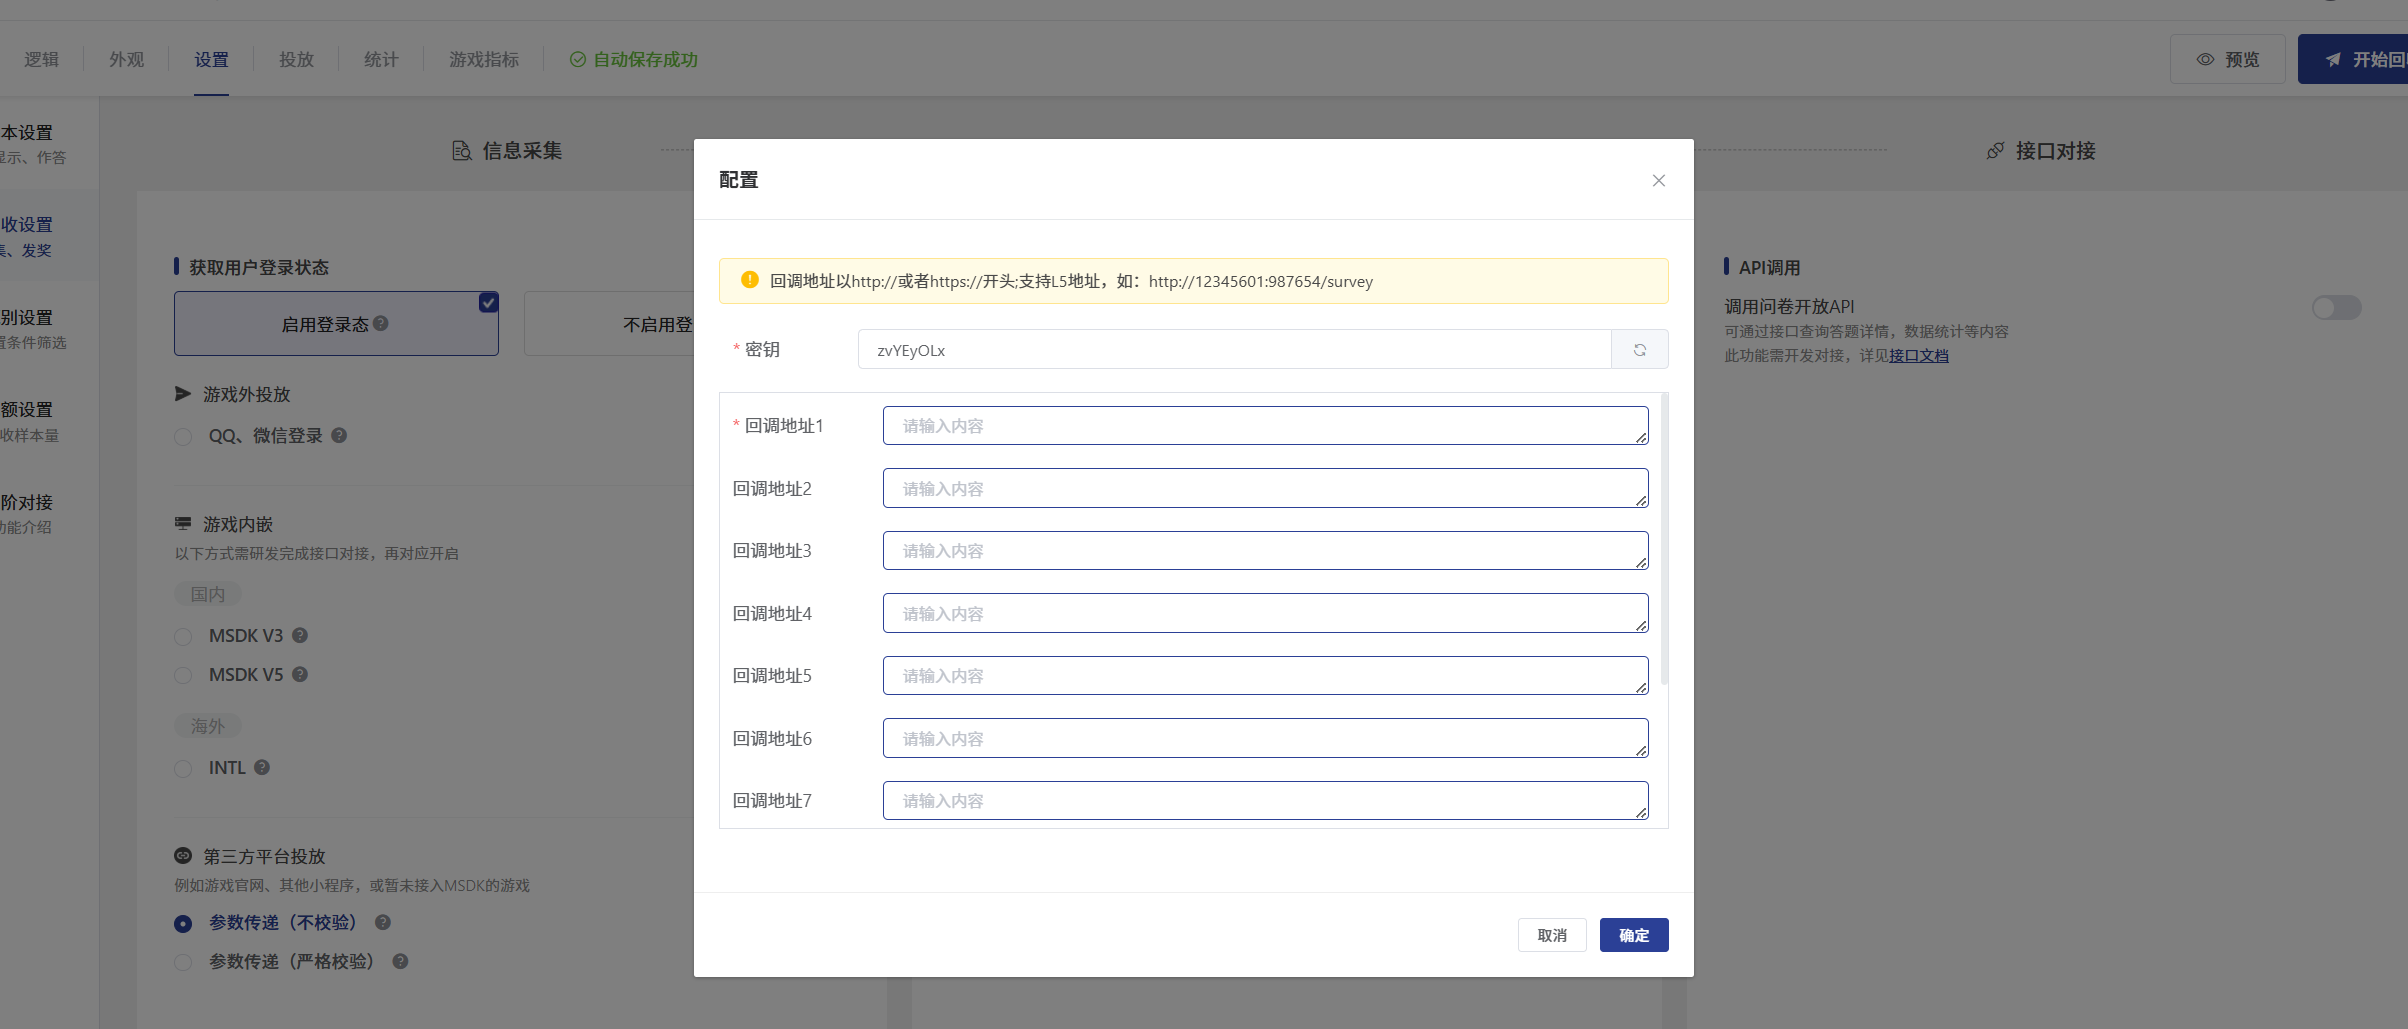 逻辑
外观
设置
投放
统计
游戏指标
自动保存成功
预览
开始回
本设置
显示、作答
收设置
集、发奖
别设置
置条件筛选
额设置
收样本量
阶对接
功能介绍
信息采集
接口对接
获取用户登录状态
启用登录态
不启用登
游戏外投放
QQ、微信登录
游戏内嵌
以下方式需研发完成接口对接，再对应开启
国内
MSDK V3
MSDK V5
海外
INTL
第三方平台投放
例如游戏官网、其他小程序，或暂未接入MSDK的游戏
参数传递（不校验）
参数传递（严格校验）
配置
回调地址以http://或者https://开头;支持L5地址，如：http://12345601:987654/survey
* 密钥
zvYEyOLx
* 回调地址1
请输入内容
回调地址2
请输入内容
回调地址3
请输入内容
回调地址4
请输入内容
回调地址5
请输入内容
回调地址6
请输入内容
回调地址7
请输入内容
取消
确定
API调用
调用问卷开放API
可通过接口查询答题详情，数据统计等内容
此功能需开发对接，详见接口文档